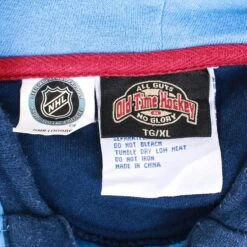 NHL
ALL GUTS
Old Time Hockey
NO GLORY
TG/XL
SEPARATELY
DO NOT BLEACH
TUMBLE DRY LOW HEAT
DO NOT IRON
MADE IN CHINA